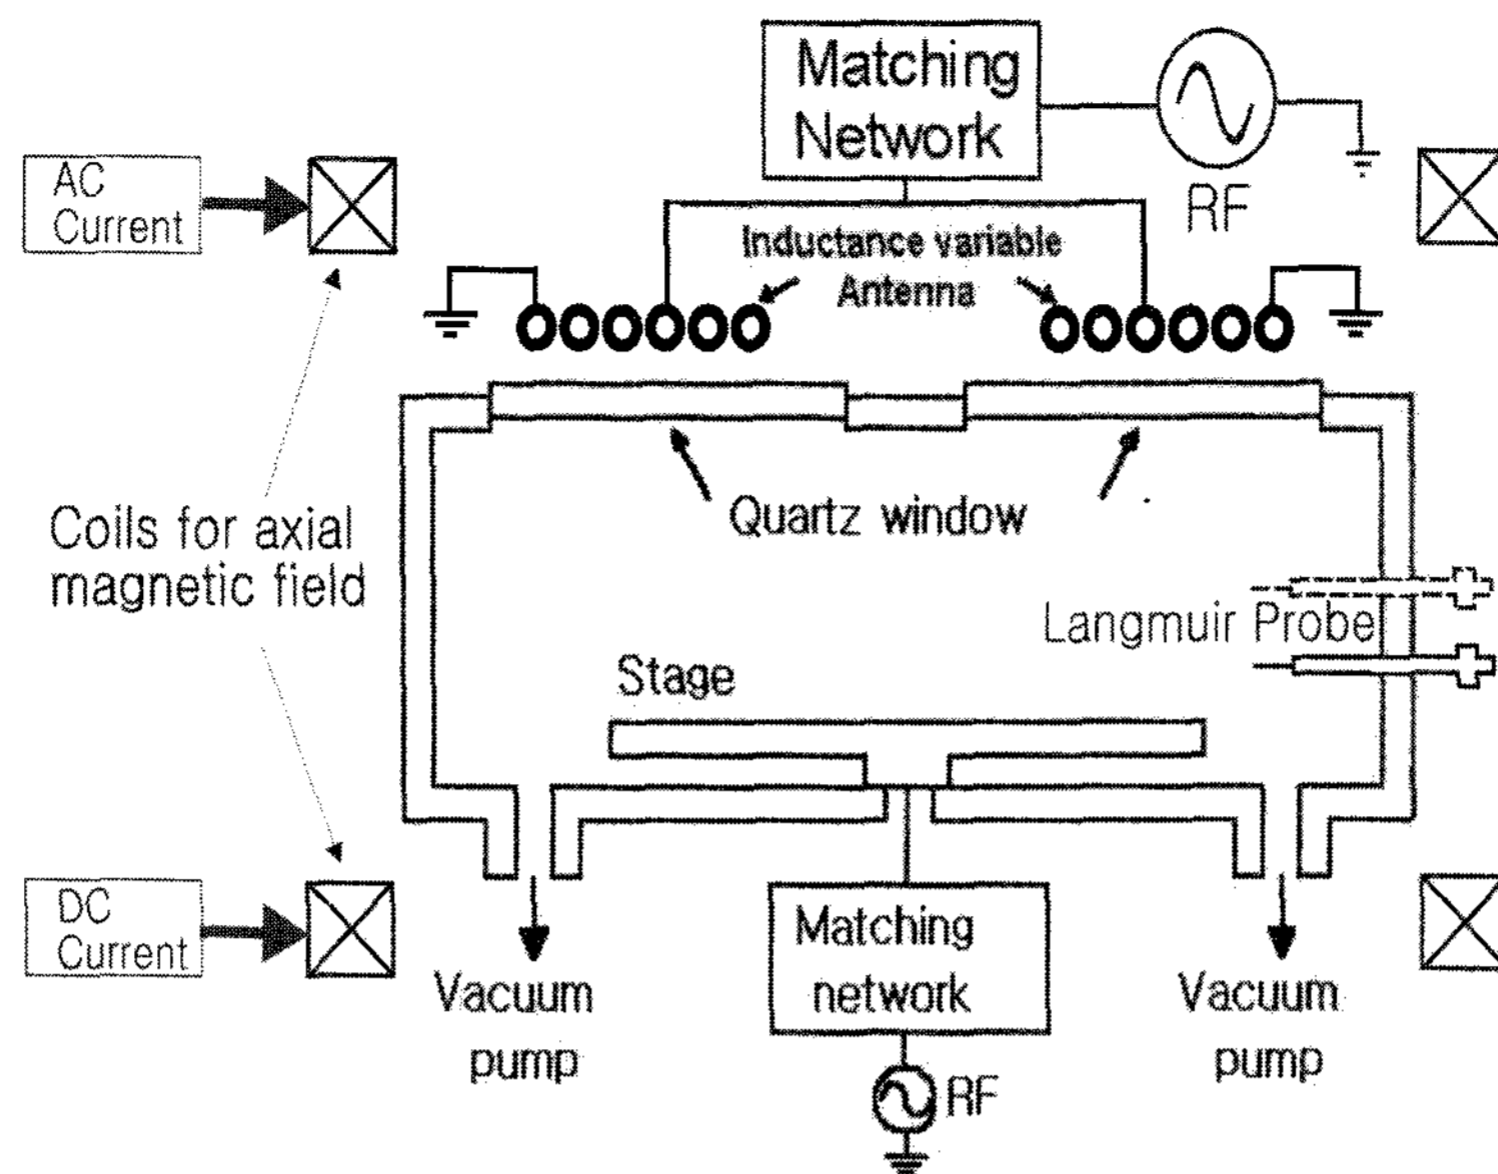 Matching
Network
RF
AC
Current
Inductance variable
Antenna
Quartz window
Coils for axial
magnetic field
Langmuir Probe
Stage
DC
Current
Matching
network
Vacuum
pump
Vacuum
pump
RF